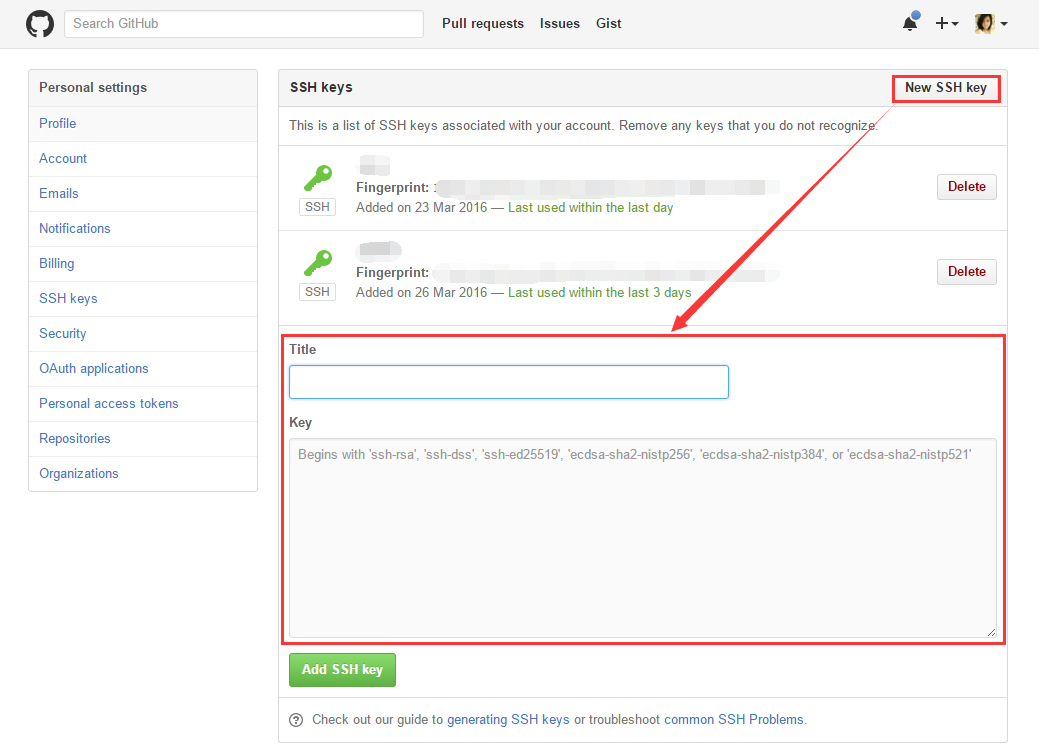 Search GitHub Pull requests Issues Gist
Personal settings
Profile
Account
Emails
Notifications
Billing
SSH keys
Security
OAuth applications
Personal access tokens
Repositories
Organizations
SSH keys New SSH key
This is a list of SSH keys associated with your account. Remove any keys that you do not recognize.
Fingerprint:
SSH
Added on 23 Mar 2016 — Last used within the last day
Delete
Fingerprint:
SSH
Added on 26 Mar 2016 — Last used within the last 3 days
Delete
Title
Key
Begins with 'ssh-rsa', 'ssh-dss', 'ssh-ed25519', 'ecdsa-sha2-nistp256', 'ecdsa-sha2-nistp384', or 'ecdsa-sha2-nistp521'
Add SSH key
Check out our guide to generating SSH keys or troubleshoot common SSH Problems.